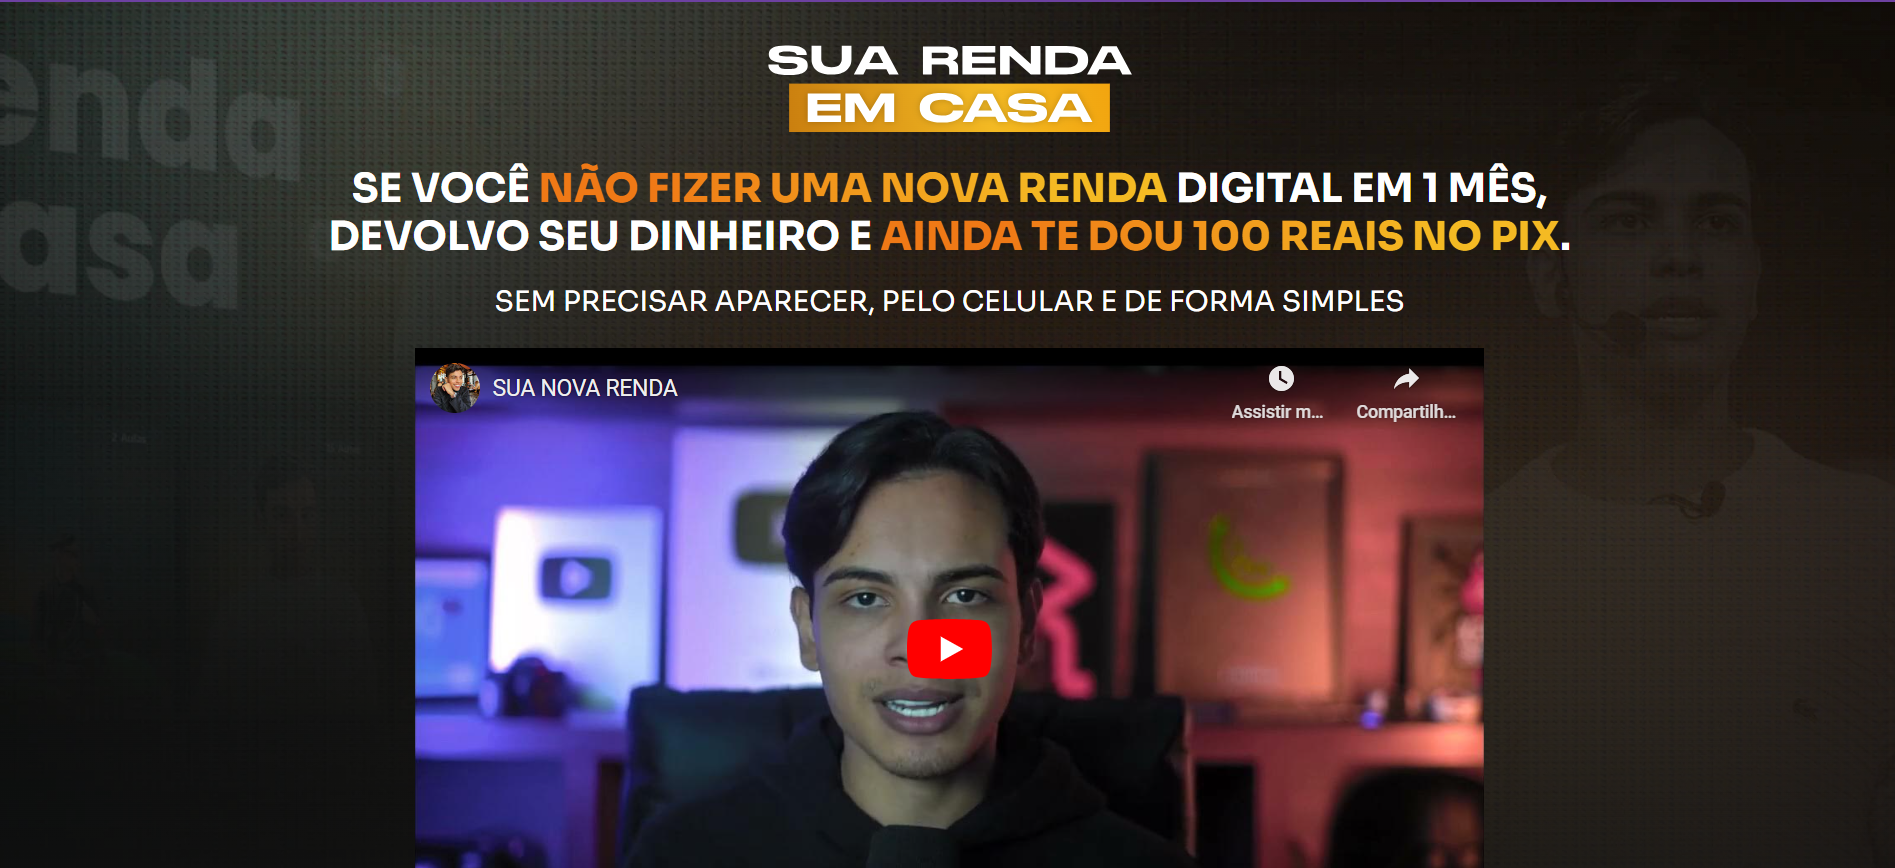 SUA RENDA
EM CASA
enda
asa
SE VOCÊ NÃO FIZER UMA NOVA RENDA DIGITAL EM 1 MÊS,
DEVOLVO SEU DINHEIRO E AINDA TE DOU 100 REAIS NO PIX.
SEM PRECISAR APARECER, PELO CELULAR E DE FORMA SIMPLES
SUA NOVA RENDA
Assistir m...
Compartilh...